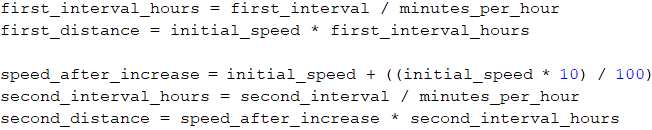 first_interval_hours = first_interval / minutes_per_hour
first_distance = initial_speed * first_interval_hours
speed_after_increase = initial_speed + ((initial_speed * 10) / 100)
second_interval_hours = second_interval / minutes_per_hour
second_distance = speed_after_increase * second_interval_hours